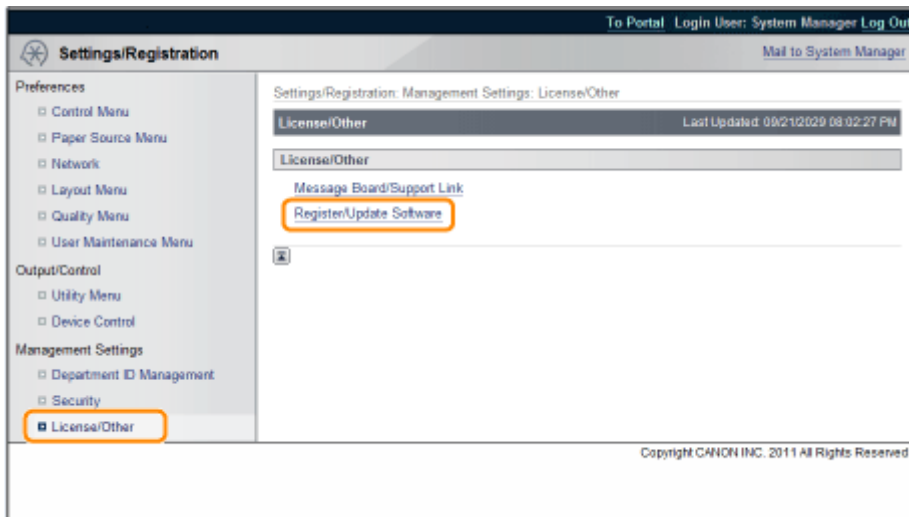 To Portal Login User: System Manager Log Out
Settings/Registration
Mail to System Manager
Preferences
Control Menu
Paper Source Menu
Network
Layout Menu
Quality Menu
User Maintenance Menu
Output/Control
Utility Menu
Device Control
Management Settings
Department ID Management
Security
License/Other
Settings/Registration: Management Settings: License/Other
License/Other Last Updated: 09/21/2029 08:02:27 PM
License/Other
Message Board/Support Link
Register/Update Software
Copyright CANON INC. 2011 All Rights Reserved